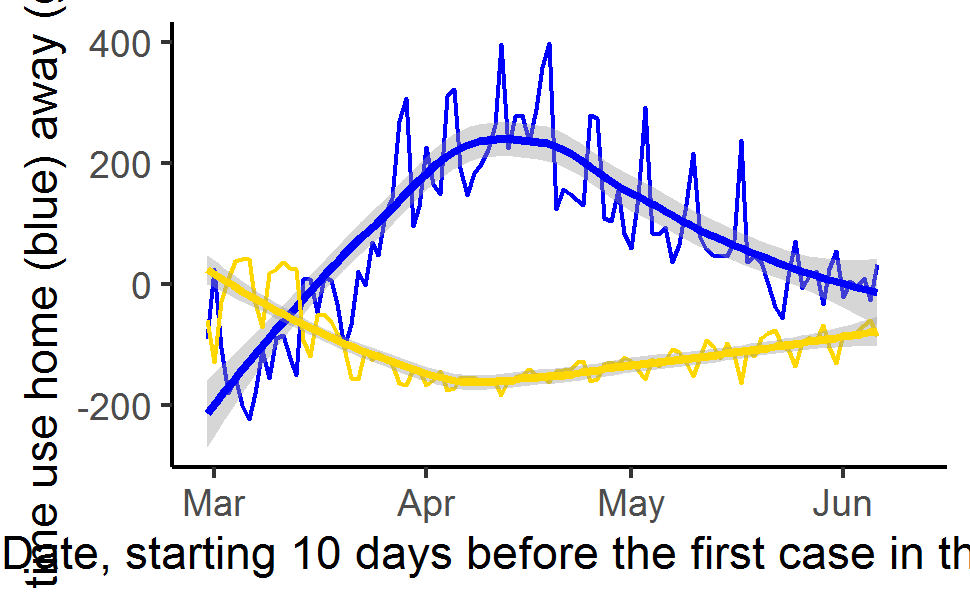 time use home (blue) away (g
400
200
0
-200
Mar Apr May Jun
Date, starting 10 days before the first case in th